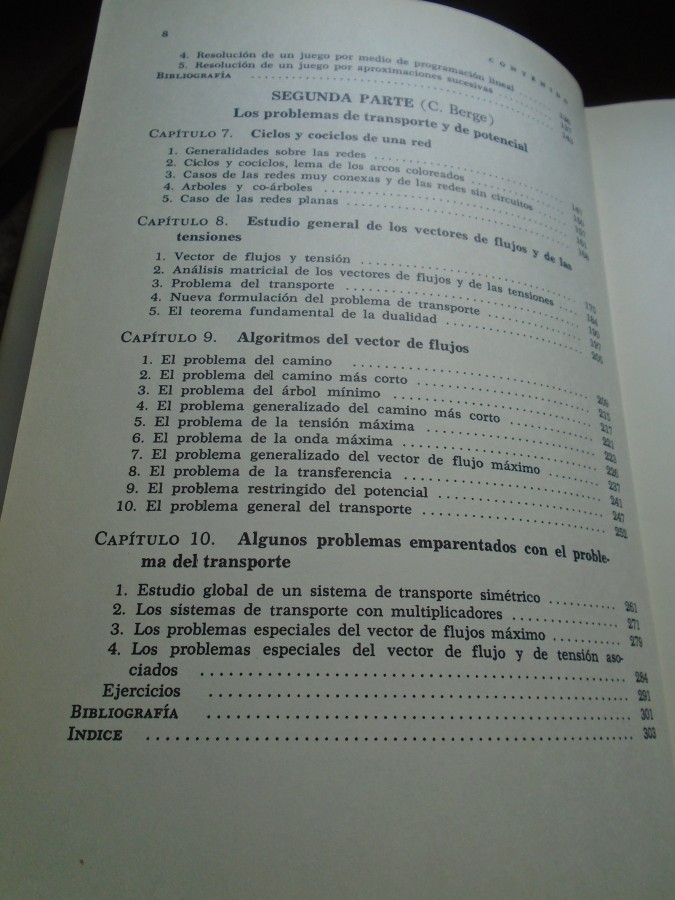 8
CONTENIDO
4. Resolución de un juego por medio de programación lineal
5. Resolución de un juego por aproximaciones sucesivas
BIBLIOGRAFÍA
SEGUNDA PARTE (C. Berge)
Los problemas de transporte y de potencial
CAPÍTULO 7. Ciclos y cociclos de una red
1. Generalidades sobre las redes
2. Ciclos y cociclos, lema de los arcos coloreados
3. Casos de las redes muy conexas y de las redes sin circuitos
4. Arboles y co-árboles
5. Caso de las redes planas
CAPÍTULO 8. Estudio general de los vectores de flujos y de las
tensiones
1. Vector de flujos y tensión
2. Análisis matricial de los vectores de flujos y de las tensiones
3. Problema del transporte
4. Nueva formulación del problema de transporte
5. El teorema fundamental de la dualidad
CAPÍTULO 9. Algoritmos del vector de flujos
1. El problema del camino
2. El problema del camino más corto
3. El problema del árbol mínimo
4. El problema generalizado del camino más corto
5. El problema de la tensión máxima
6. El problema de la onda máxima
7. El problema generalizado del vector de flujo máximo
8. El problema de la transferencia
9. El problema restringido del potencial
10. El problema general del transporte
CAPÍTULO 10. Algunos problemas emparentados con el proble-
ma del transporte
1. Estudio global de un sistema de transporte simétrico .......... 261
2. Los sistemas de transporte con multiplicadores .......... 271
3. Los problemas especiales del vector de flujos máximo .......... 279
4. Los problemas especiales del vector de flujo y de tensión aso-
ciados .......... 284
Ejercicios .......... 291
BIBLIOGRAFÍA .......... 301
INDICE .......... 303